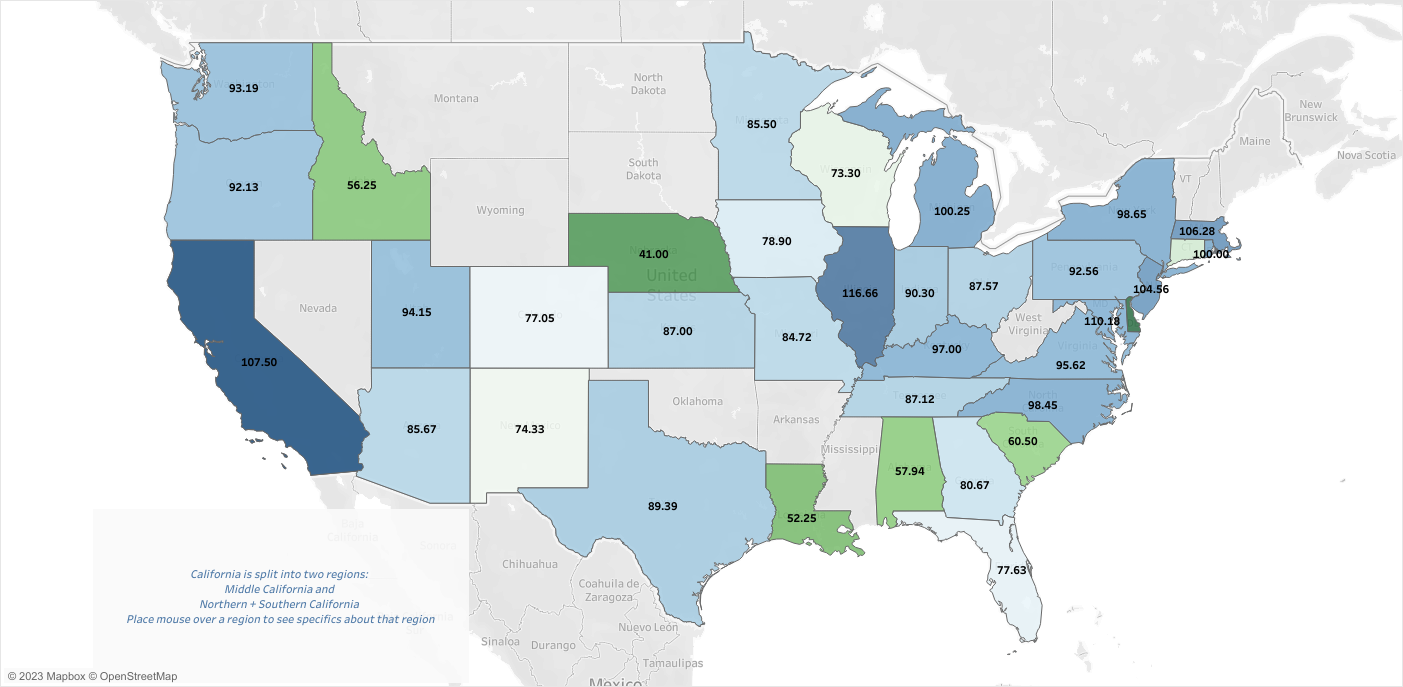 North
Dakota
Montana
New
Brunswick
93.19
Maine
85.50
Nova Scotia
South
Dakota
73.30
VT
92.13
56.25
Wyoming
100.25
98.65
106.28
78.90
41.00
100.00
United
States
92.56
87.57
104.56
116.66
90.30
Nevada
94.15
77.05
87.00
West
Virginia
110.18
84.72
97.00
Virginia
95.62
107.50
87.12
98.45
Oklahoma
Arkansas
85.67
74.33
South
60.50
Mississippi
57.94
80.67
89.39
52.25
77.63
Baja
California
Sonora
Chihuahua
Coahuila de
Zaragoza
Nuevo León
Sinaloa
Durango
Tamaulipas
México
California is split into two regions:
Middle California and
Northern + Southern California
Place mouse over a region to see specifics about that region
© 2023 Mapbox © OpenStreetMap